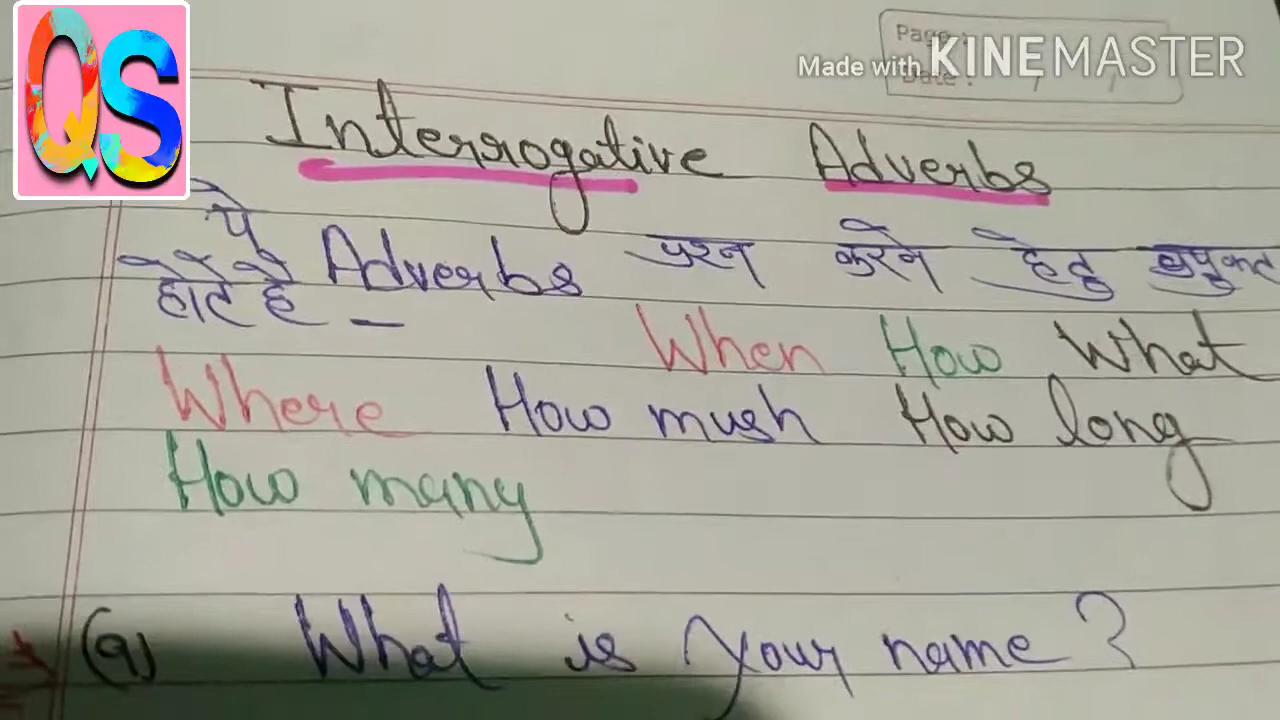 QS
Page :
Made with KINEMASTER
Date : / /
Interrogative Adverbs
ये Adverbs प्रश्न करने हेतु प्रयुक्त
होते है –
When How What
Where How mush How long
How many
(a) What is your name?